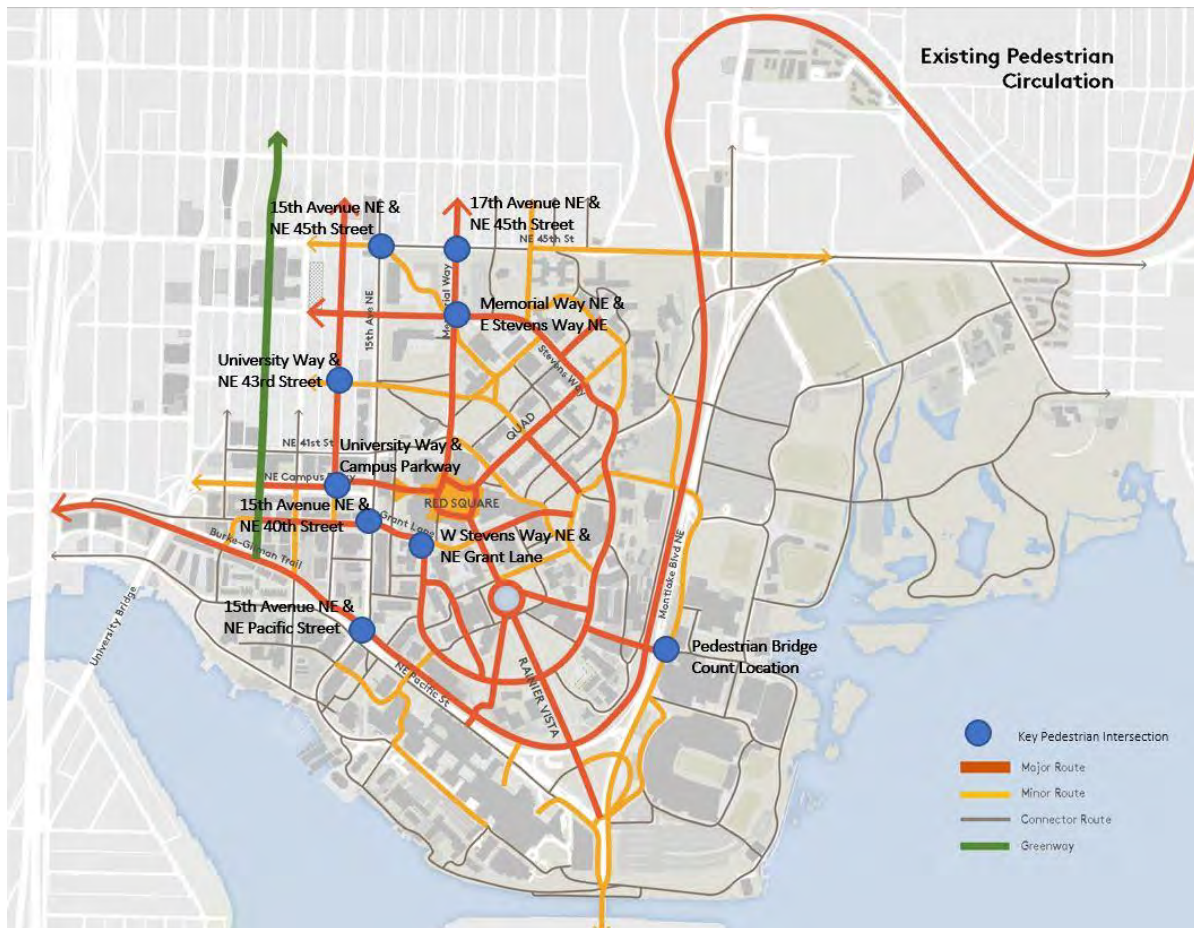 Existing Pedestrian
Circulation
15th Avenue NE &
NE 45th Street
17th Avenue NE &
NE 45th Street
NE 45th St
Memorial Way
15th Ave NE
Memorial Way NE &
E Stevens Way NE
Stevens Way
University Way &
NE 43rd Street
QUAD
NE 41st St
University Way &
Campus Parkway
NE Campus
RED SQUARE
15th Avenue NE &
NE 40th Street
Grant Lane
W Stevens Way NE &
NE Grant Lane
Burke-Gilman Trail
Montlake Blvd NE
15th Avenue NE &
NE Pacific Street
University Bridge
Pedestrian Bridge
Count Location
NE Pacific St
RAINIER VISTA
Key Pedestrian Intersection
Major Route
Minor Route
Connector Route
Greenway